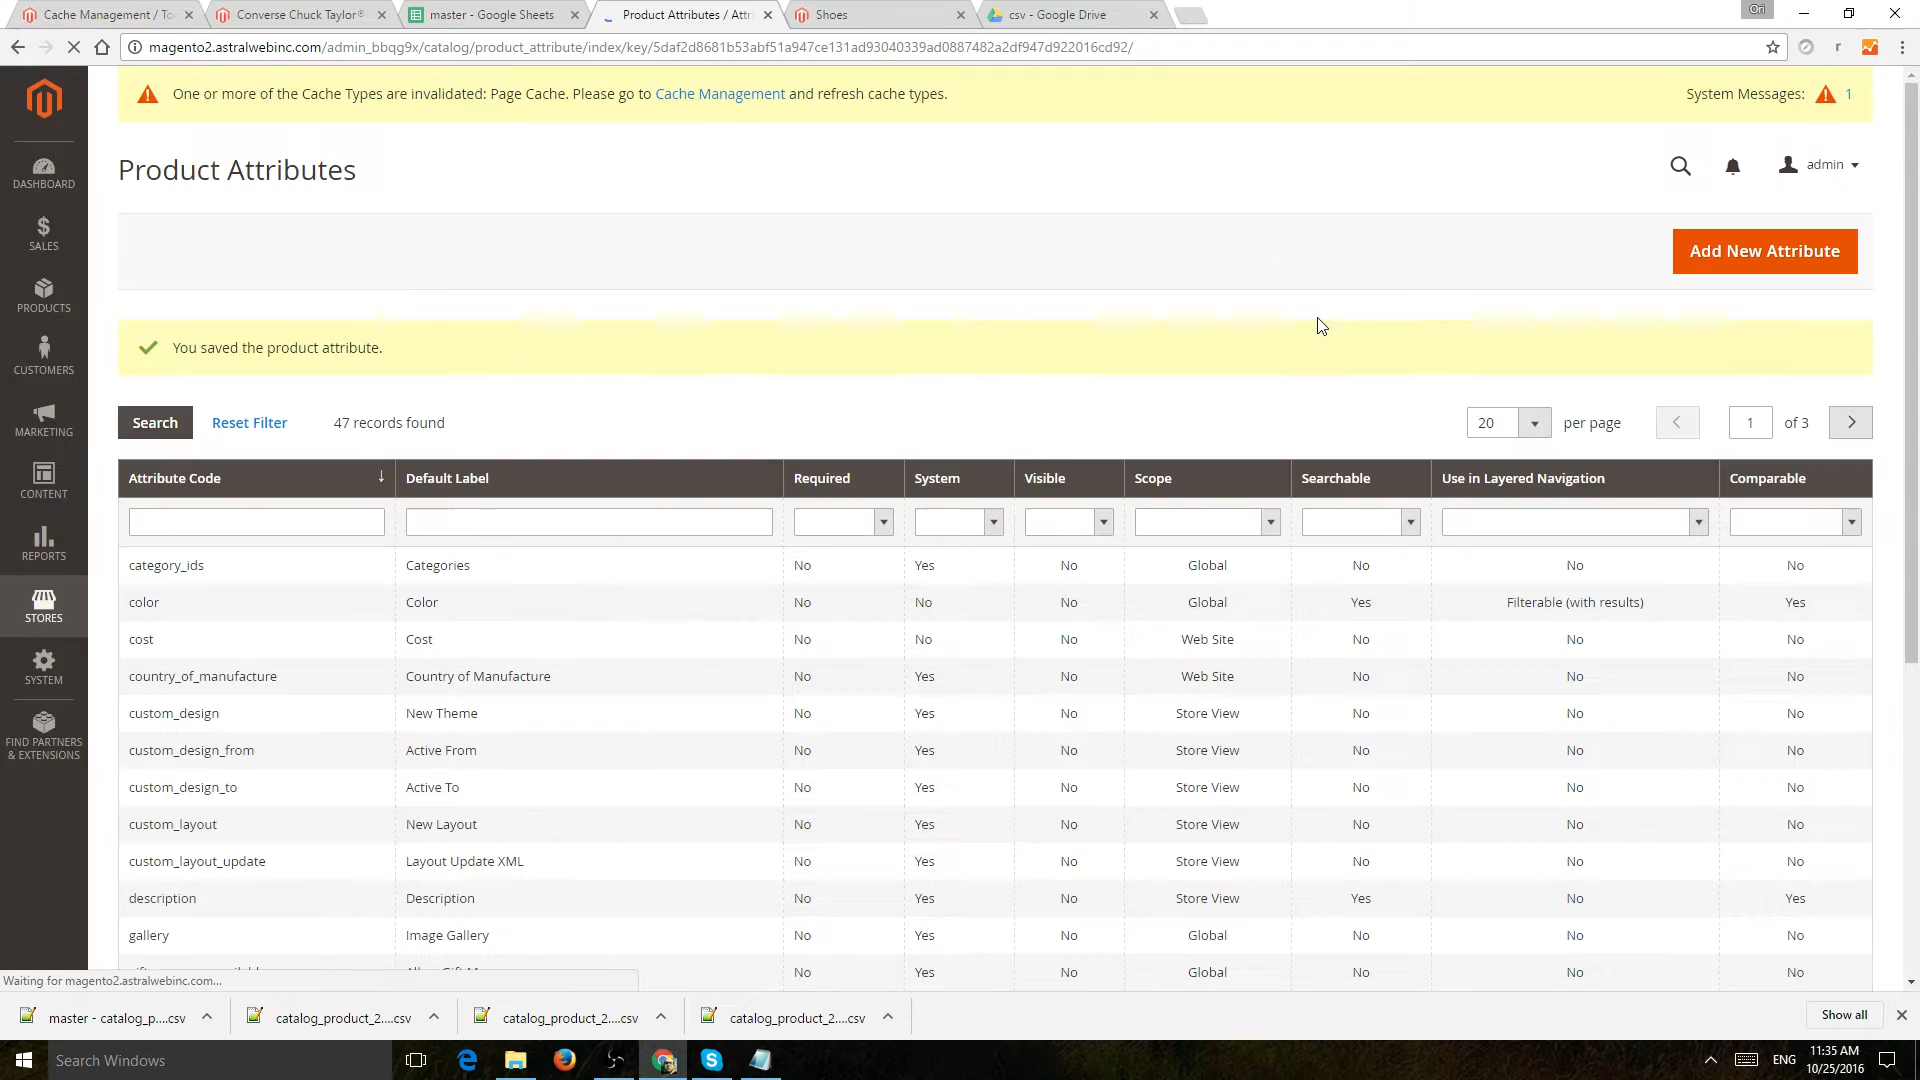 Cache Management / To
Converse Chuck Taylor®
master - Google Sheets
Product Attributes / Attr
Shoes
csv - Google Drive
Ori
magento2.astralwebinc.com/admin_bbqg9x/catalog/product_attribute/index/key/5daf2d8681b53abf51a947ce131ad93040339ad0887482a2df947d922016cd92/
One or more of the Cache Types are invalidated: Page Cache. Please go to Cache Management and refresh cache types.
System Messages: 1
Product Attributes
admin
Add New Attribute
You saved the product attribute.
Search Reset Filter 47 records found
20 per page 1 of 3
Attribute Code Default Label Required System Visible Scope Searchable Use in Layered Navigation Comparable
category_ids Categories No Yes No Global No No No
color Color No No No Global Yes Filterable (with results) Yes
cost Cost No No No Web Site No No No
country_of_manufacture Country of Manufacture No Yes No Web Site No No No
custom_design New Theme No Yes No Store View No No No
custom_design_from Active From No Yes No Store View No No No
custom_design_to Active To No Yes No Store View No No No
custom_layout New Layout No Yes No Store View No No No
custom_layout_update Layout Update XML No Yes No Store View No No No
description Description No Yes No Store View Yes No Yes
gallery Image Gallery No Yes No Global No No No
No Yes No Global No No No
DASHBOARD
SALES
PRODUCTS
CUSTOMERS
MARKETING
CONTENT
REPORTS
STORES
SYSTEM
FIND PARTNERS
& EXTENSIONS
Waiting for magento2.astralwebinc.com...
master - catalog_p....csv
catalog_product_2....csv
catalog_product_2....csv
catalog_product_2....csv
Show all
Search Windows
ENG
11:35 AM
10/25/2016